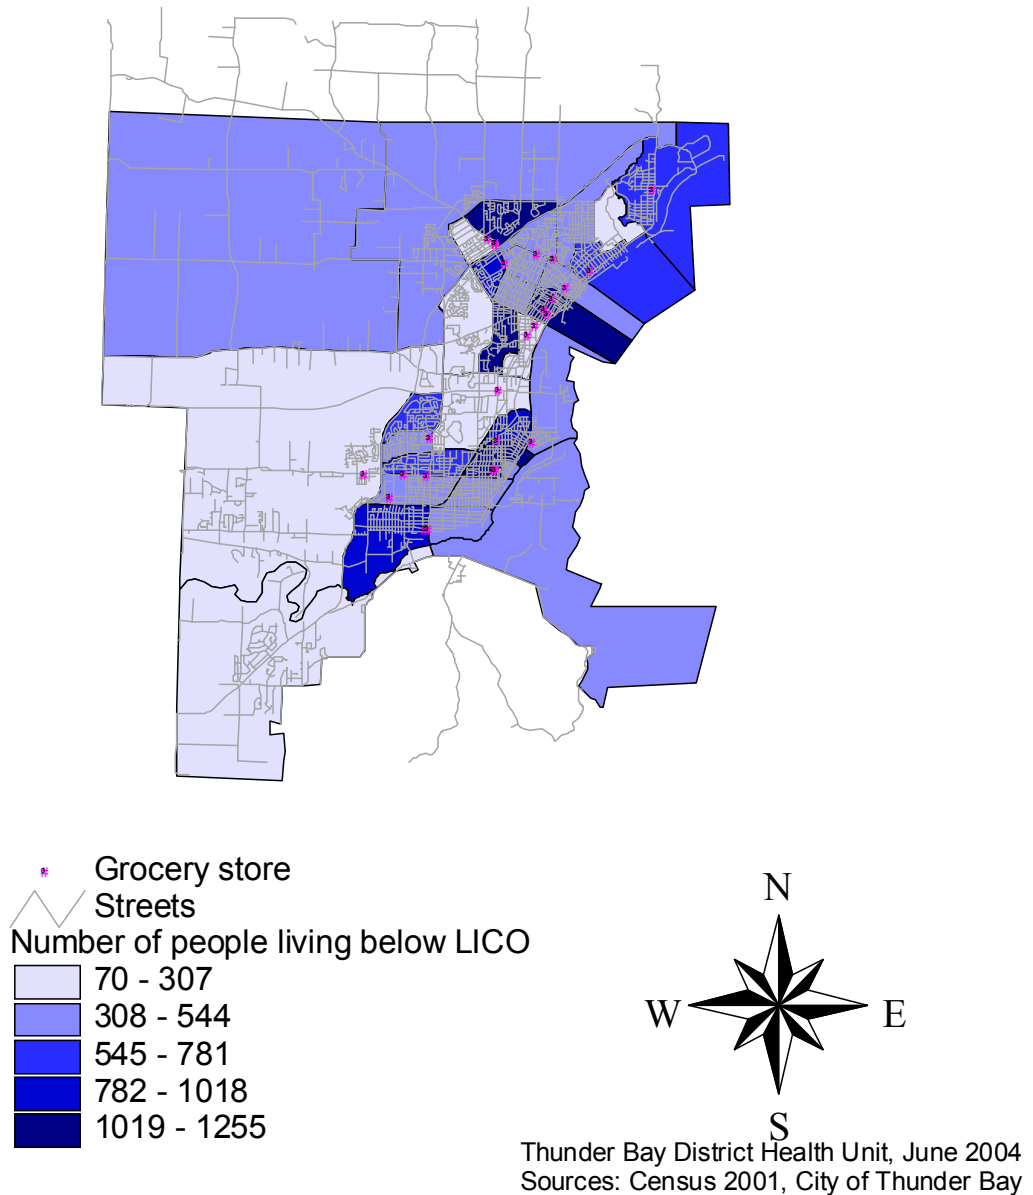 Grocery store
Streets
Number of people living below LICO
70 - 307
308 - 544
545 - 781
782 - 1018
1019 - 1255
N
W
E
S
Thunder Bay District Health Unit, June 2004
Sources: Census 2001, City of Thunder Bay